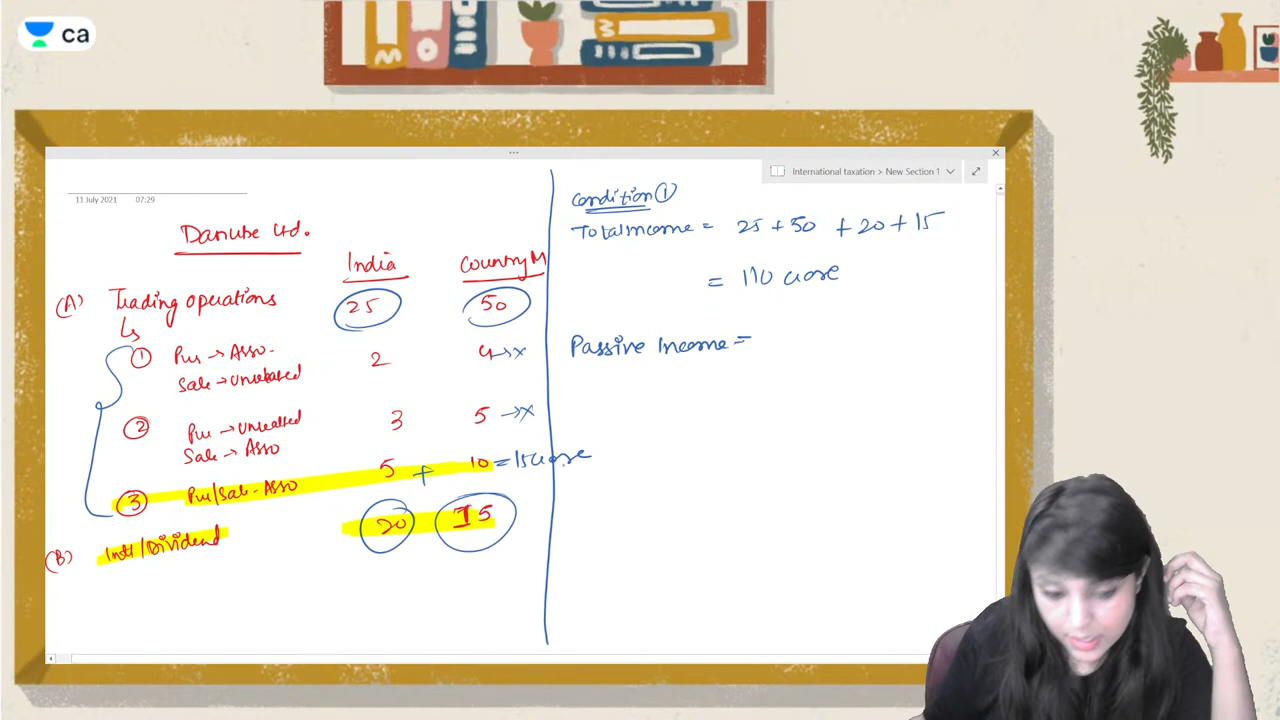 ca
International taxation > New Section 1
11 July 2021 07:29
Danube Ltd.
India Country M
(A) Trading operations 25 50
① Pur → Asso. 2 4 → x
Sale → Unrelated
② Pur → Unrelated 3 5 → x
Sale → Asso
③ Pur/Sale - Asso 5 + 10 = 15 crore
(B) Intt/Dividend 20 15
Condition ①
Total Income = 25 + 50 + 20 + 15
= 110 crore
Passive Income =